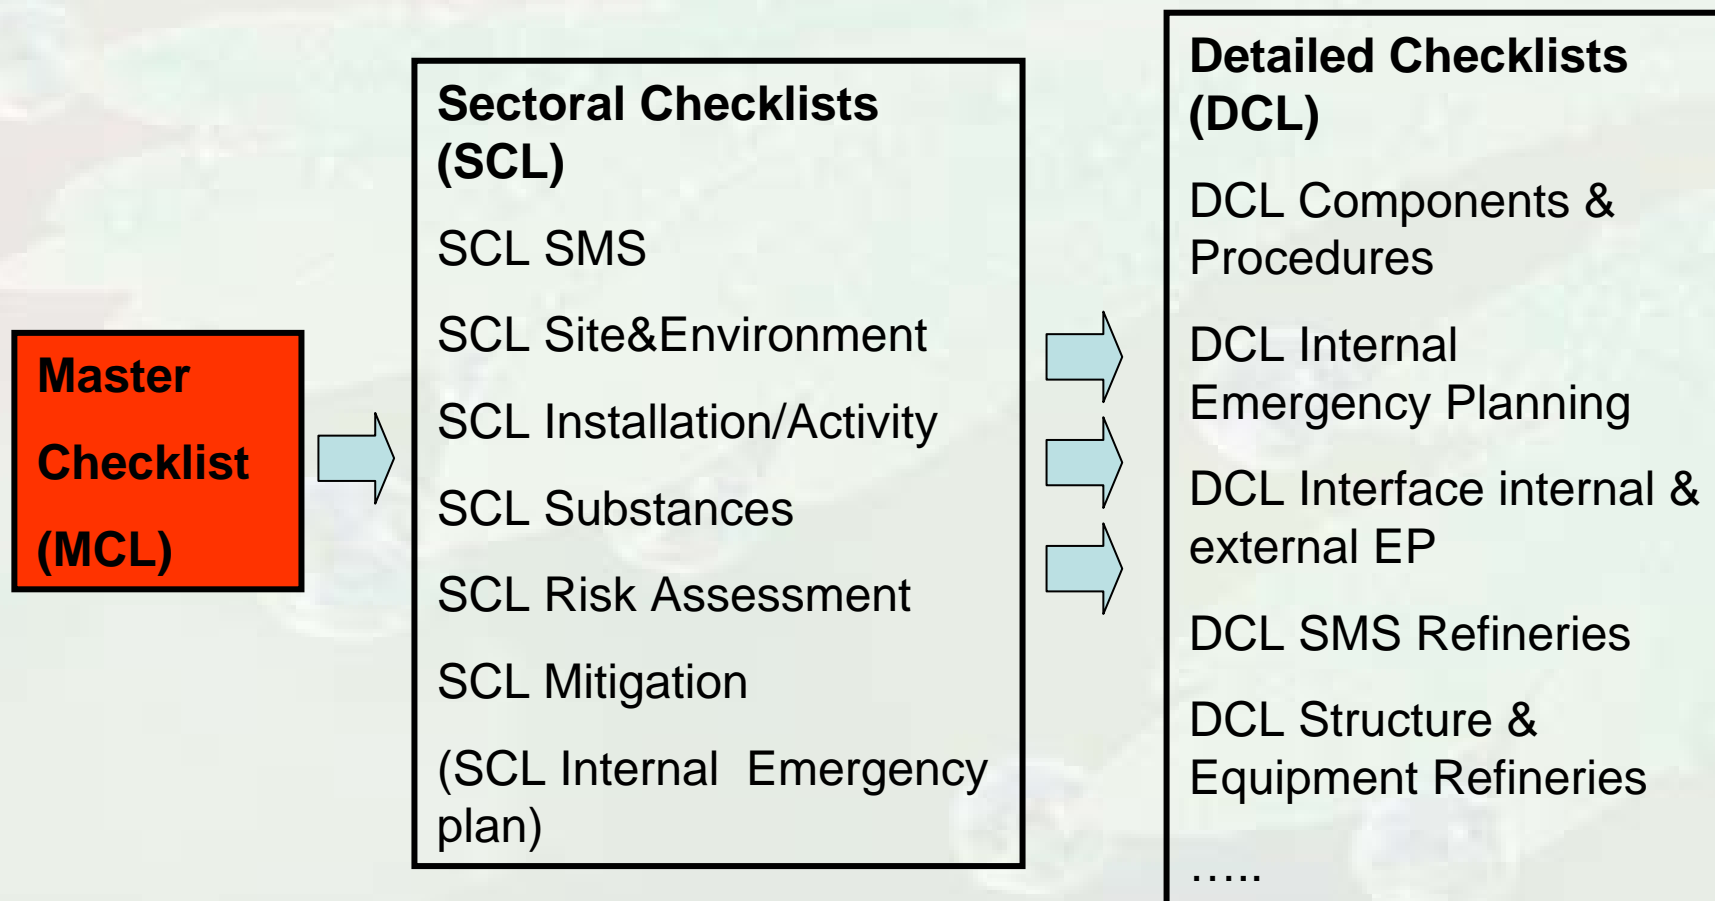 Master
Checklist
(MCL)
Sectoral Checklists
(SCL)
SCL SMS
SCL Site&Environment
SCL Installation/Activity
SCL Substances
SCL Risk Assessment
SCL Mitigation
(SCL Internal  Emergency
plan)
Detailed Checklists
(DCL)
DCL Components &
Procedures
DCL Internal
Emergency Planning
DCL Interface internal &
external EP
DCL SMS Refineries
DCL Structure &
Equipment Refineries
…..